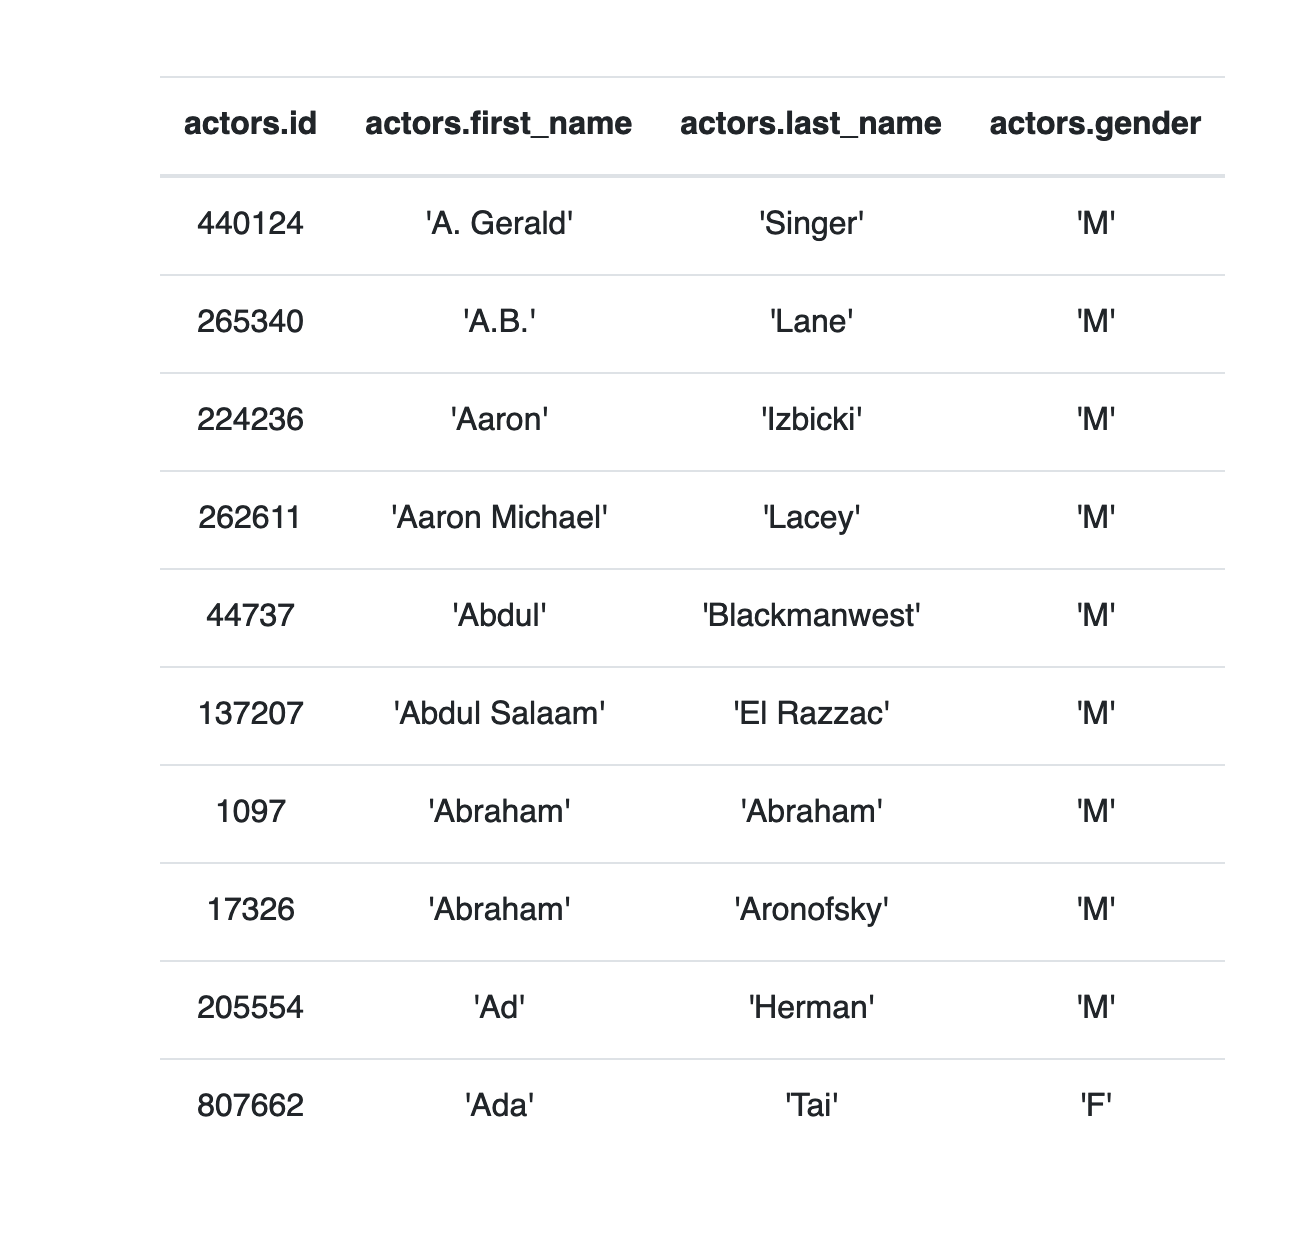 actors.id actors.first_name actors.last_name actors.gender
440124 'A. Gerald' 'Singer' 'M'
265340 'A.B.' 'Lane' 'M'
224236 'Aaron' 'Izbicki' 'M'
262611 'Aaron Michael' 'Lacey' 'M'
44737 'Abdul' 'Blackmanwest' 'M'
137207 'Abdul Salaam' 'El Razzac' 'M'
1097 'Abraham' 'Abraham' 'M'
17326 'Abraham' 'Aronofsky' 'M'
205554 'Ad' 'Herman' 'M'
807662 'Ada' 'Tai' 'F'